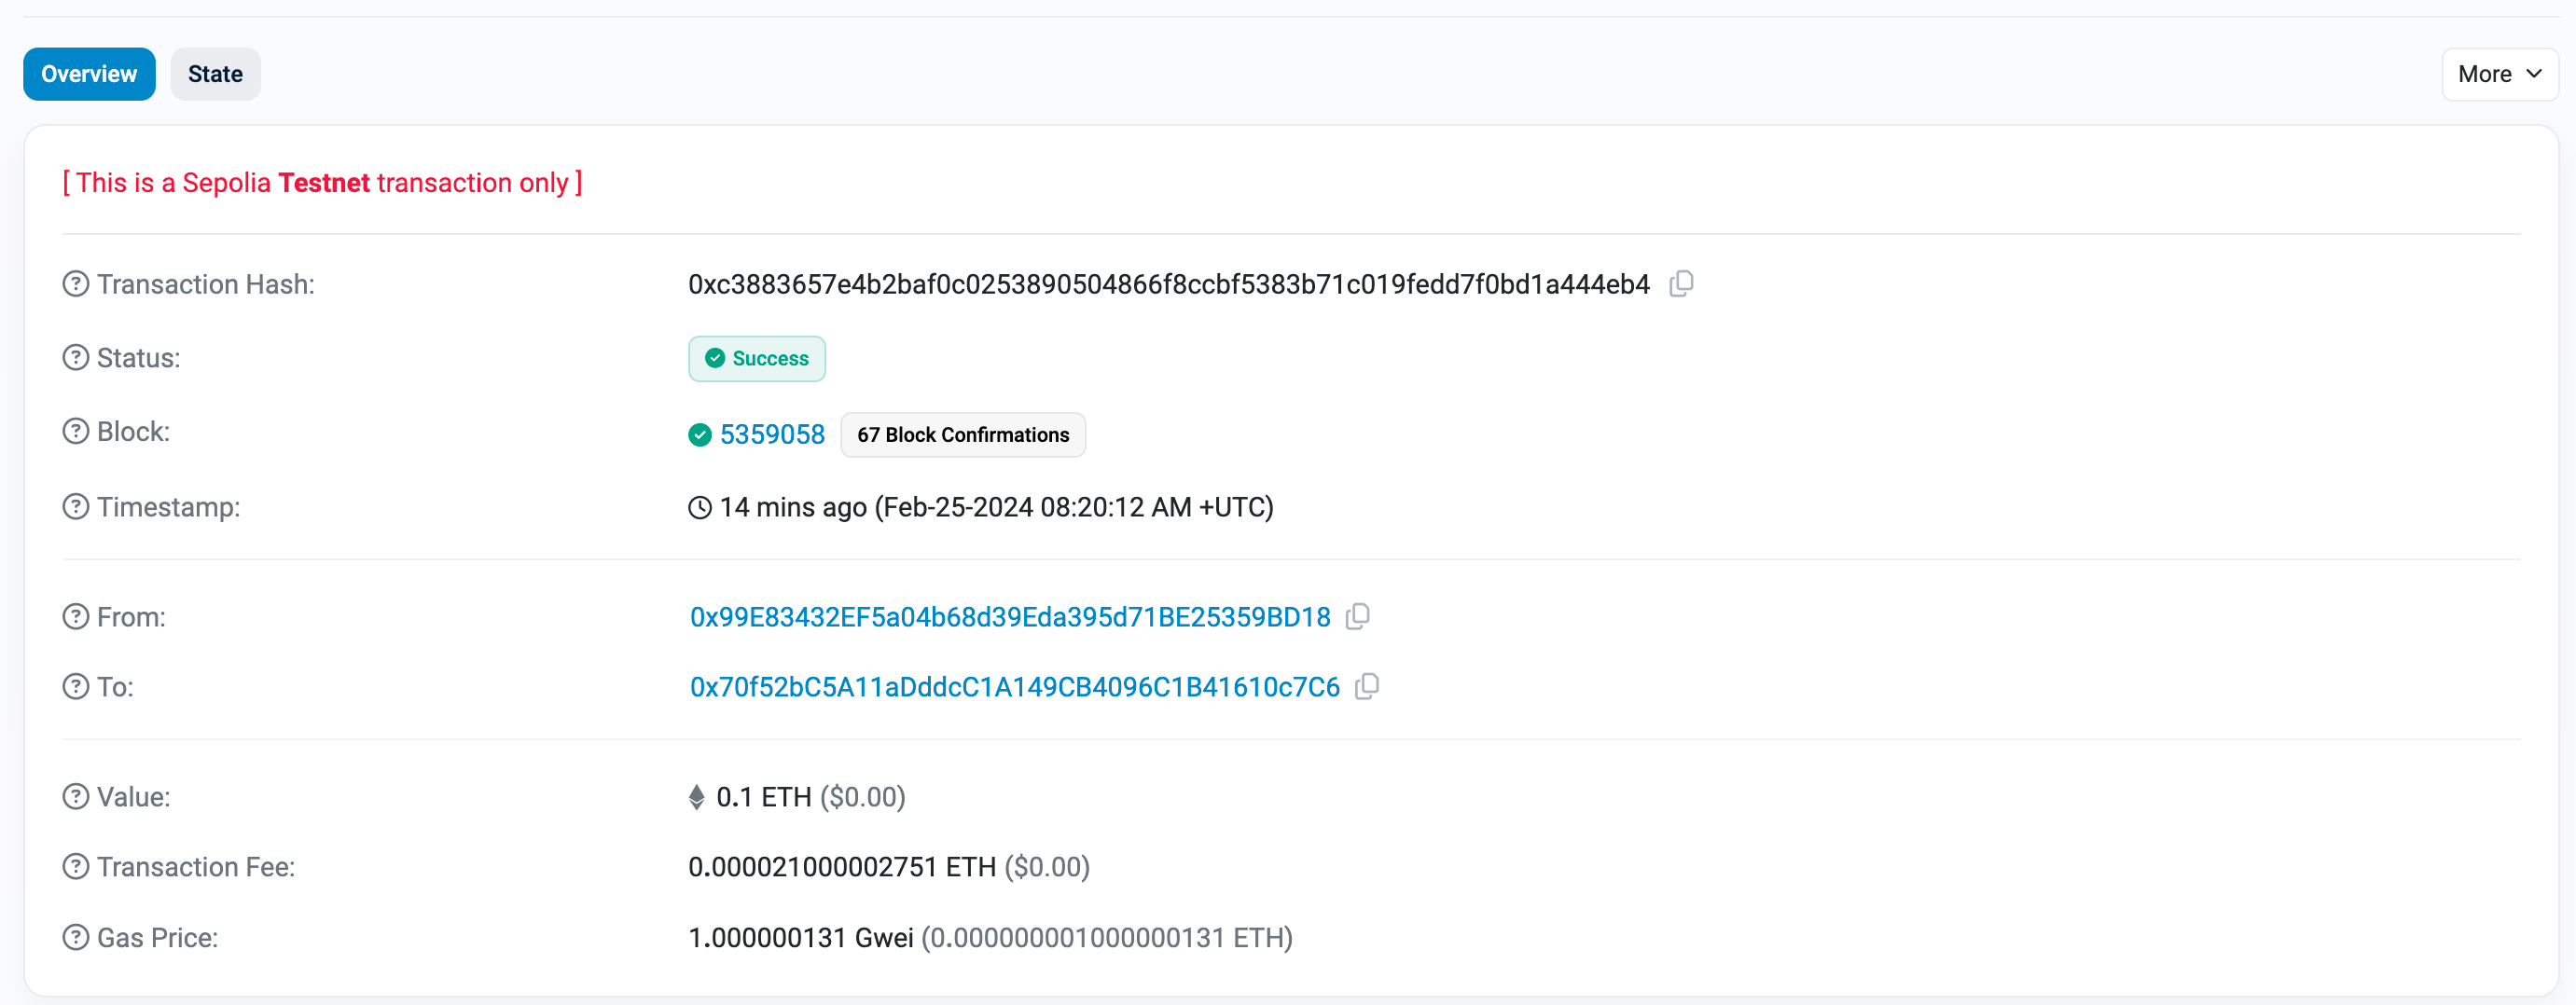 Overview State More
[ This is a Sepolia Testnet transaction only ]
Transaction Hash: 0xc3883657e4b2baf0c0253890504866f8ccbf5383b71c019fedd7f0bd1a444eb4
Status: Success
Block: 5359058 67 Block Confirmations
Timestamp: 14 mins ago (Feb-25-2024 08:20:12 AM +UTC)
From: 0x99E83432EF5a04b68d39Eda395d71BE25359BD18
To: 0x70f52bC5A11aDddcC1A149CB4096C1B41610c7C6
Value: 0.1 ETH ($0.00)
Transaction Fee: 0.000021000002751 ETH ($0.00)
Gas Price: 1.000000131 Gwei (0.000000001000000131 ETH)